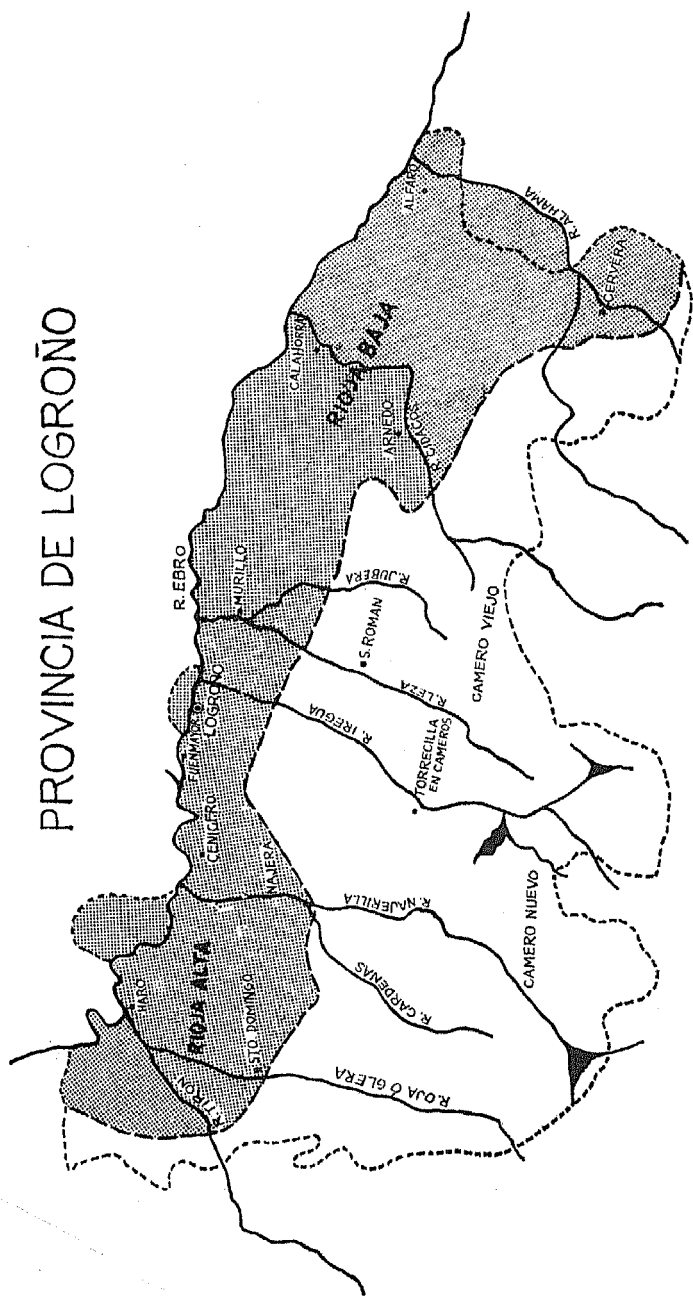 PROVINCIA DE LOGROÑO
R. EBRO
HARO
RIOJA ALTA
R. TIRON
STO. DOMINGO
CENICERO
FUENMAYOR
LOGROÑO
NAJERA
MURILLO
CALAHORRA
RIOJA BAJA
ARNEDO
R. CIDACOS
ALFARO
R. ALHAMA
CERVERA
R. OJA Ó GLERA
R. CARDENAS
R. NAJERILLA
R. IREGUA
R. LEZA
R. JUBERA
S. ROMAN
TORRECILLA
EN CAMEROS
CAMERO VIEJO
CAMERO NUEVO